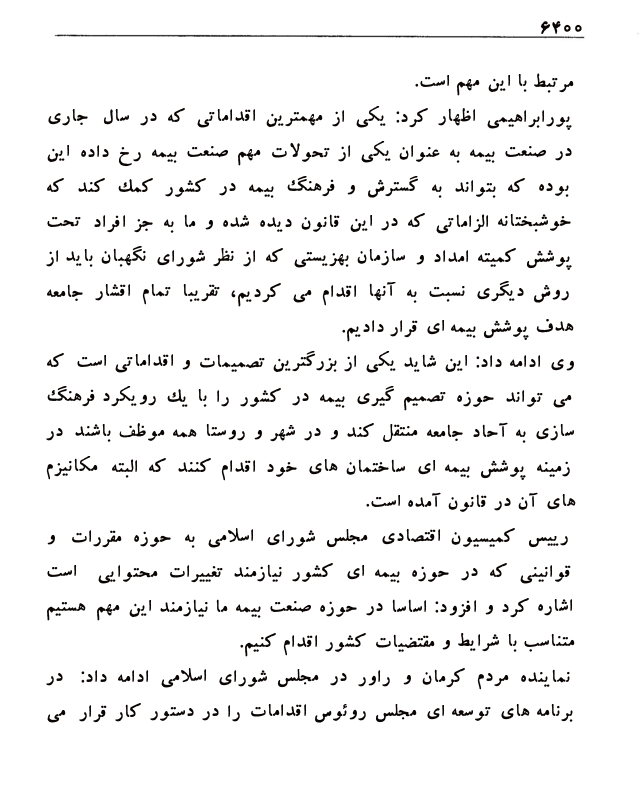 ۶۴۰۰
مرتبط با این مهم است.
پورابراهیمی اظهار کرد: یکی از مهمترین اقداماتی که در سال جاری
در صنعت بیمه به عنوان یکی از تحولات مهم صنعت بیمه رخ داده این
بوده که بتواند به گسترش و فرهنگ بیمه در کشور کمك کند که
خوشبختانه الزاماتی که در این قانون دیده شده و ما به جز افراد تحت
پوشش کمیته امداد و سازمان بهزیستی که از نظر شورای نگهبان باید از
روش دیگری نسبت به آنها اقدام می کردیم، تقریبا تمام اقشار جامعه
هدف پوشش بیمه ای قرار دادیم.
وی ادامه داد: این شاید یکی از بزرگترین تصمیمات و اقداماتی است که
می تواند حوزه تصمیم گیری بیمه در کشور را با یك رویکرد فرهنگ
سازی به آحاد جامعه منتقل کند و در شهر و روستا همه موظف باشند در
زمینه پوشش بیمه ای ساختمان های خود اقدام کنند که البته مکانیزم
های آن در قانون آمده است.
رییس کمیسیون اقتصادی مجلس شورای اسلامی به حوزه مقررات و
قوانینی که در حوزه بیمه ای کشور نیازمند تغییرات محتوایی است
اشاره کرد و افزود: اساسا در حوزه صنعت بیمه ما نیازمند این مهم هستیم
متناسب با شرایط و مقتضیات کشور اقدام کنیم.
نماینده مردم کرمان و راور در مجلس شورای اسلامی ادامه داد: در
برنامه های توسعه ای مجلس روئوس اقدامات را در دستور کار قرار می